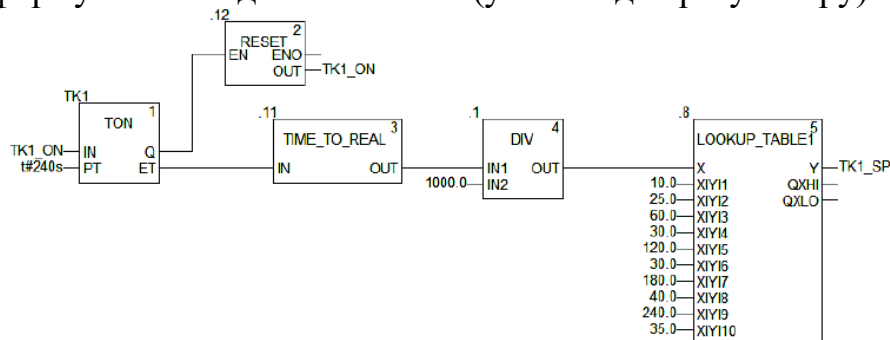 .12
RESET 2
EN ENO
OUT TK1_ON
TK1
TON 1
TK1_ON IN Q
t#240s PT ET
.11
TIME_TO_REAL 3
IN OUT
.1
DIV 4
IN1 OUT
1000.0 IN2
.8
LOOKUP_TABLE1 5
X Y TK1_SP
10.0 XIYI1 QXHI
25.0 XIYI2 QXLO
60.0 XIYI3
30.0 XIYI4
120.0 XIYI5
30.0 XIYI6
180.0 XIYI7
40.0 XIYI8
240.0 XIYI9
35.0 XIYI10